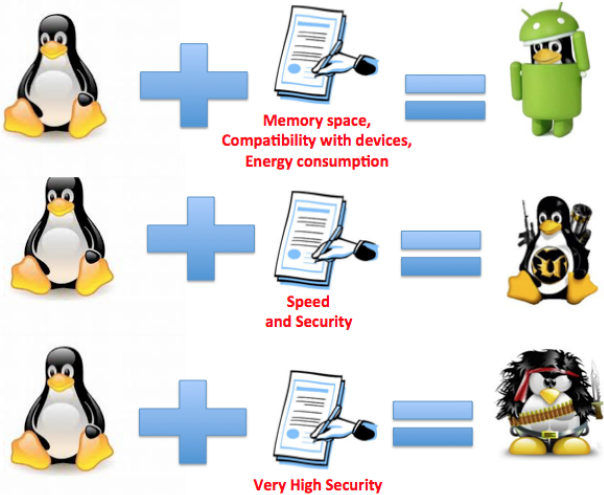 Memory space,
Compatibility with devices,
Energy consumption
Speed
and Security
Very High Security